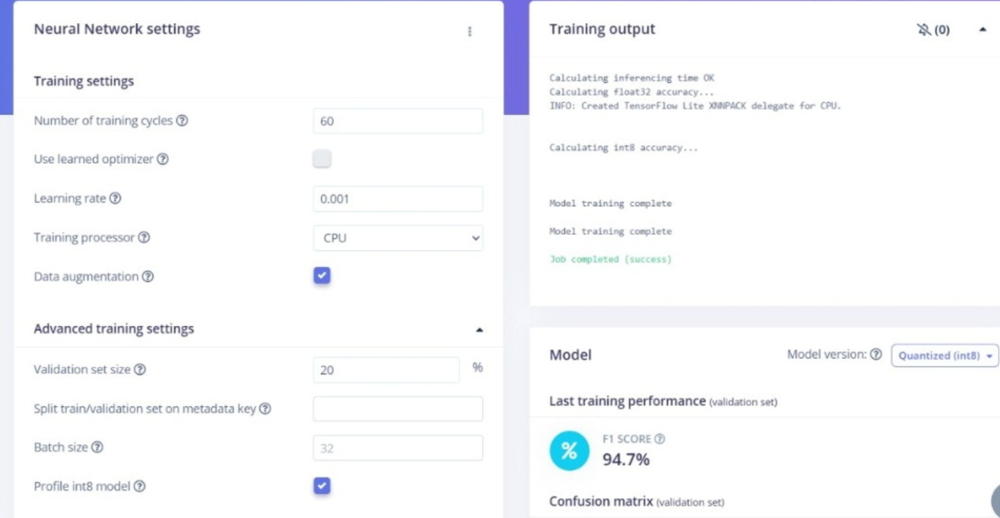 Neural Network settings
Training settings
Number of training cycles
60
Use learned optimizer
Learning rate
0.001
Training processor
CPU
Data augmentation
Advanced training settings
Validation set size
20
%
Split train/validation set on metadata key
Batch size
32
Profile int8 model
Training output
(0)
Calculating inferencing time OK
Calculating float32 accuracy...
INFO: Created TensorFlow Lite XNNPACK delegate for CPU.
Calculating int8 accuracy...
Model training complete
Model training complete
Job completed (success)
Model
Model version:
Quantized (int8)
Last training performance (validation set)
%
F1 SCORE
94.7%
Confusion matrix (validation set)